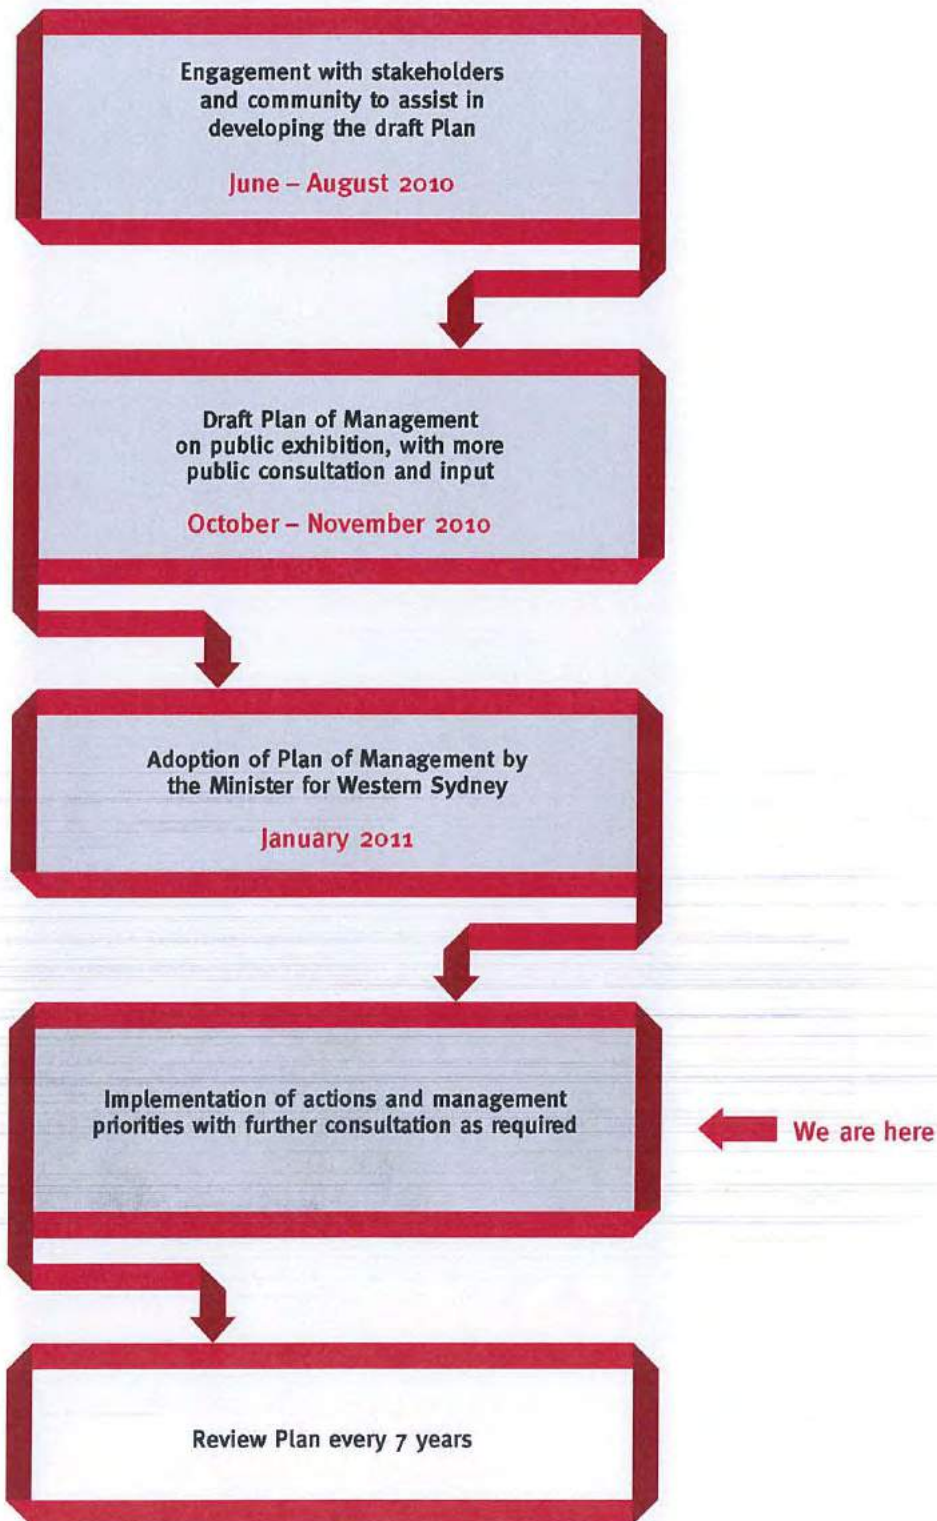 Engagement with stakeholders
and community to assist in
developing the draft Plan
June – August 2010
Draft Plan of Management
on public exhibition, with more
public consultation and input
October – November 2010
Adoption of Plan of Management by
the Minister for Western Sydney
January 2011
Implementation of actions and management
priorities with further consultation as required
We are here
Review Plan every 7 years